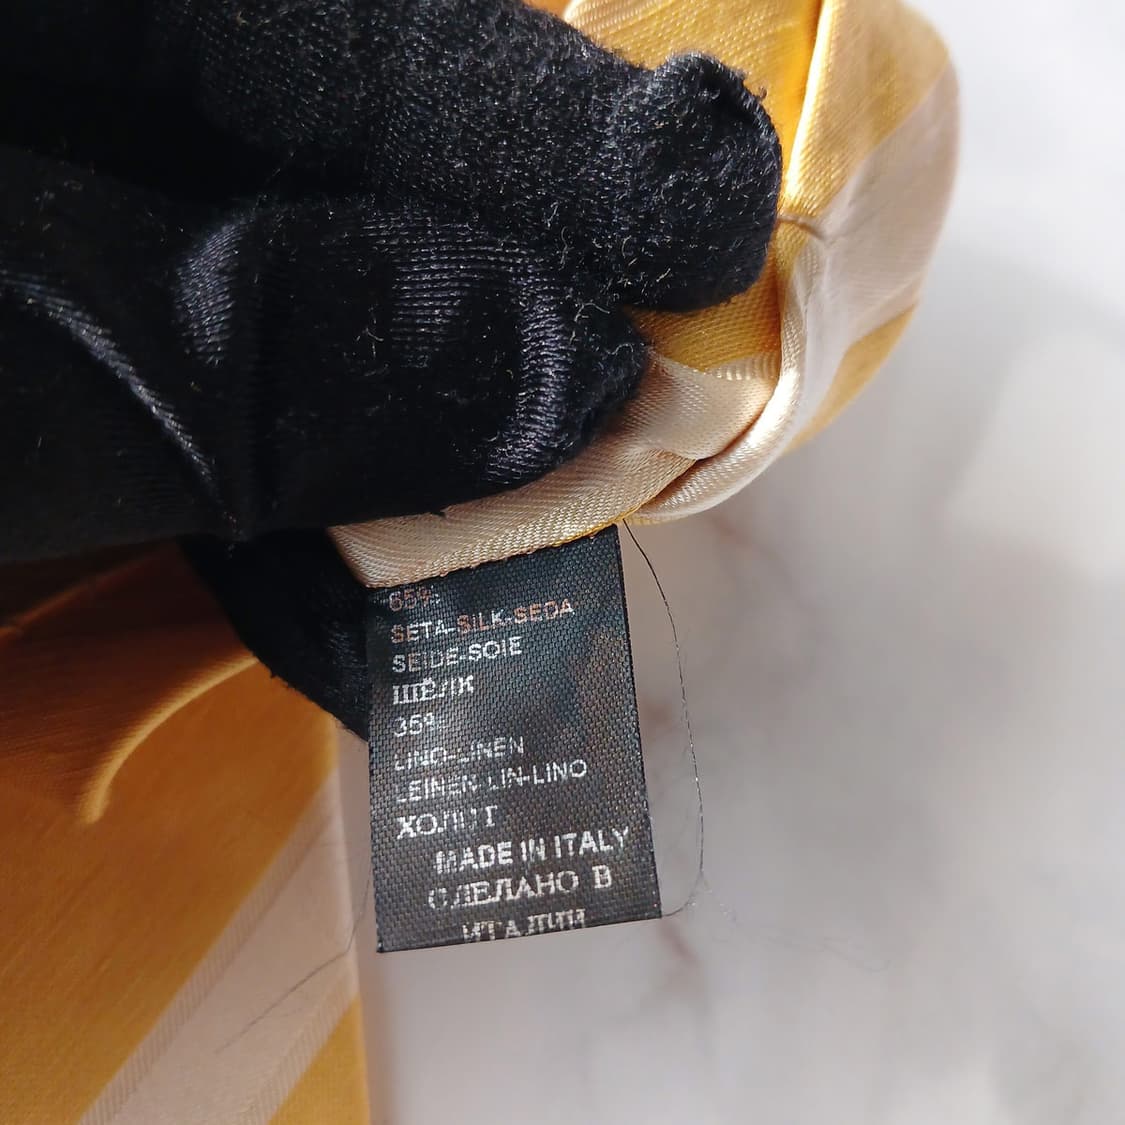 65%
SETA-SILK-SEDA
SEIDE-SOIE
ШЁЛК
35%
LINO-LINEN
LEINEN-LIN-LINO
ХОЛСТ
MADE IN ITALY
СДЕЛАНО В
ИТАЛИИ